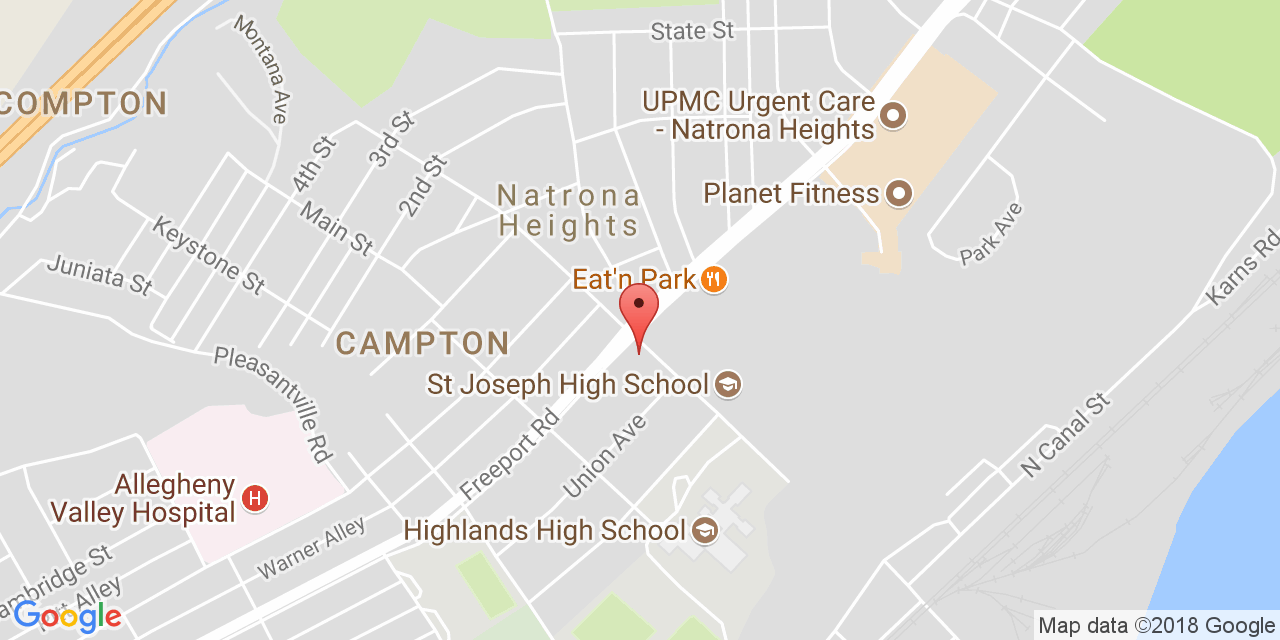 State St
Montana Ave
COMPTON
UPMC Urgent Care
- Natrona Heights
3rd St
4th St
2nd St
Natrona
Heights
Planet Fitness
Main St
Keystone St
Park Ave
Juniata St
Karns Rd
Eat'n Park
CAMPTON
Pleasantville Rd
St Joseph High School
Freeport Rd
Union Ave
N Canal St
Allegheny
Valley Hospital
H
Highlands High School
Warner Alley
ambridge St
Alley
Google
Map data ©2018 Google